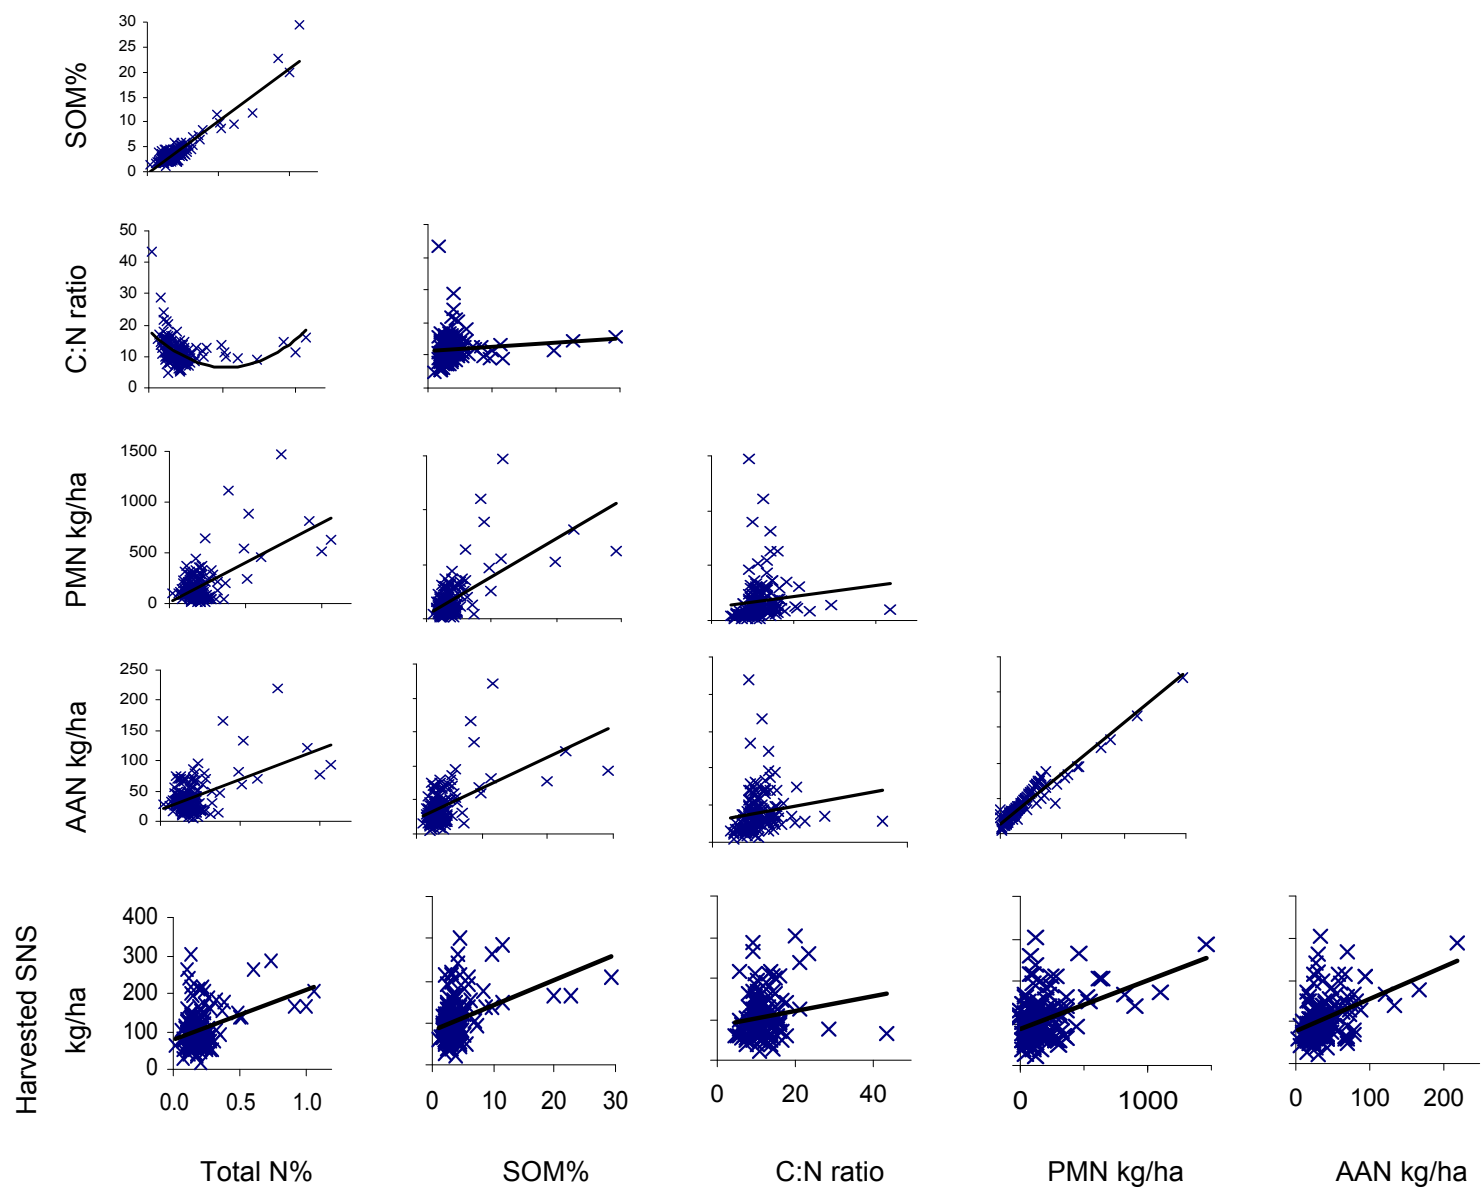 30
25
20
15
10
5
0
SOM%
50
40
30
20
10
0
C:N ratio
1500
1000
500
0
PMN kg/ha
250
200
150
100
50
0
AAN kg/ha
400
300
200
100
0
Harvested SNS
kg/ha
0.0 0.5 1.0
0 10 20 30
0 20 40
0 1000
0 100 200
Total N% SOM% C:N ratio PMN kg/ha AAN kg/ha